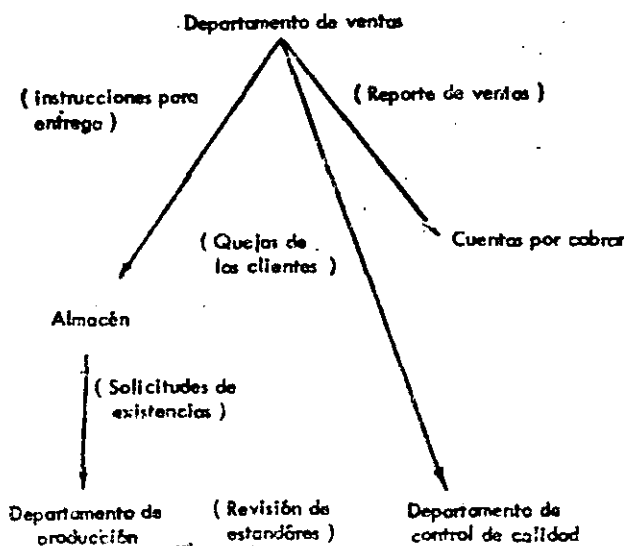 Departamento de ventas
( instrucciones para
entrega )
( Reporte de ventas )
( Quejas de
los clientes )
Cuentas por cobrar
Almacén
( Solicitudes de
existencias )
Departamento de
producción
( Revisión de
estandáres )
Departamento de
control de calidad